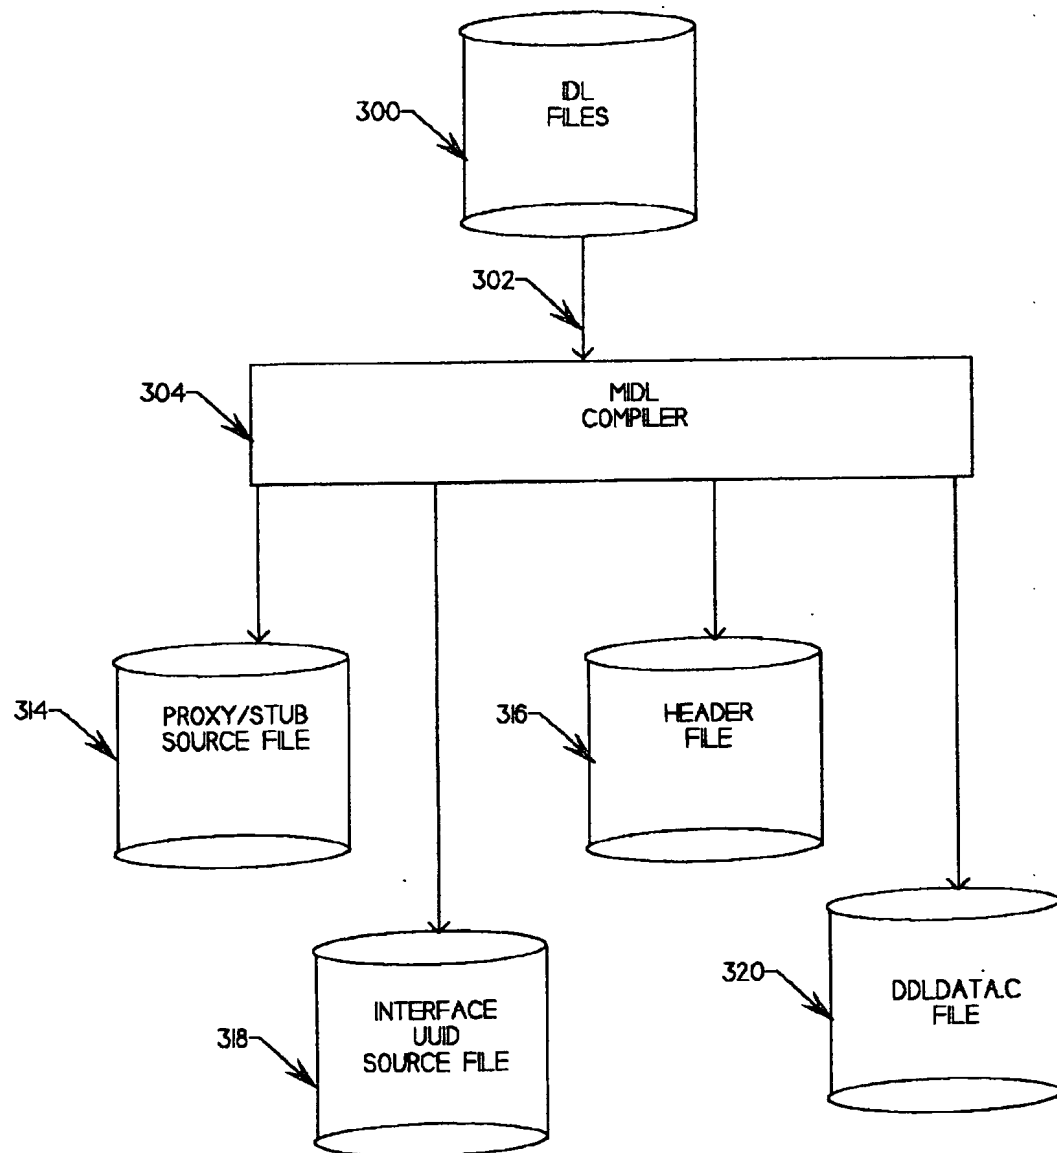 IDL
FILES
300
302
304
MIDL
COMPILER
314
PROXY/STUB
SOURCE FILE
316
HEADER
FILE
318
INTERFACE
UUID
SOURCE FILE
320
DDLDATA.C
FILE